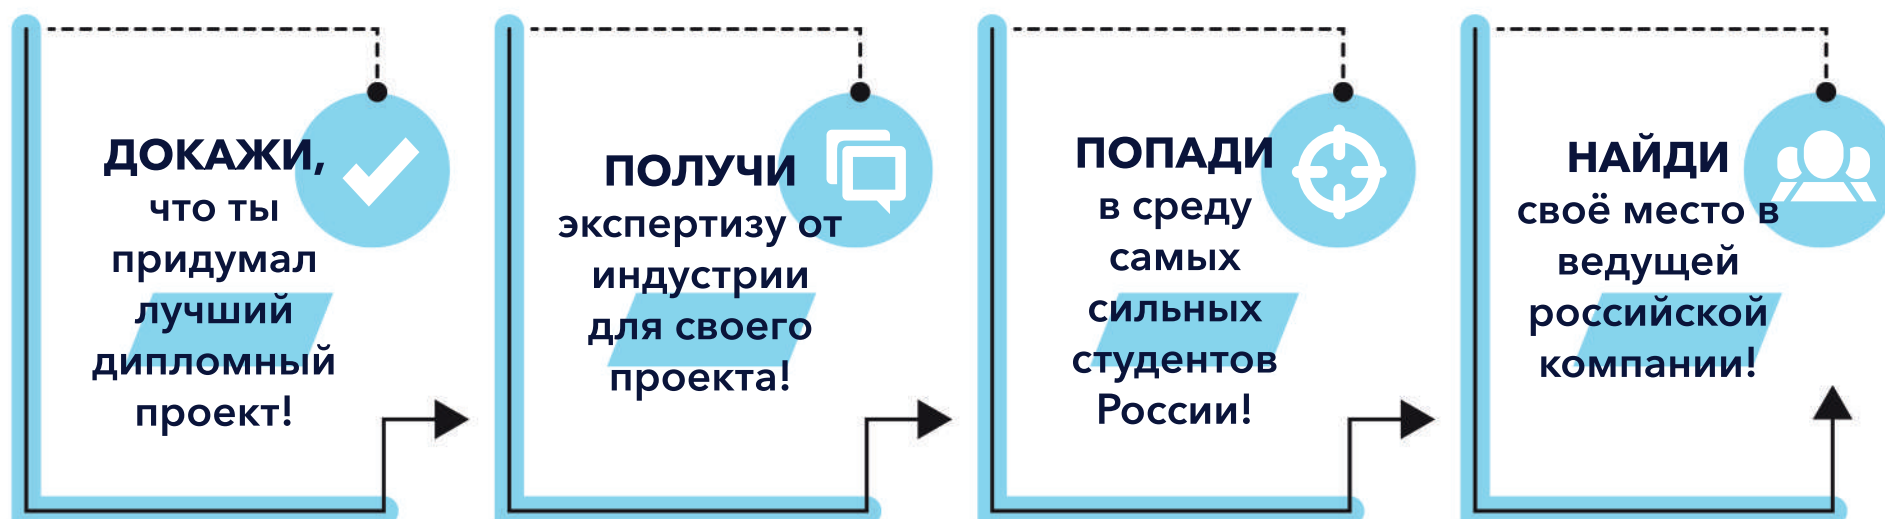 ДОКАЖИ,
что ты
придумал
лучший
дипломный
проект!
ПОЛУЧИ
экспертизу от
индустрии
для своего
проекта!
ПОПАДИ
в среду
самых
сильных
студентов
России!
НАЙДИ
своё место в
ведущей
российской
компании!